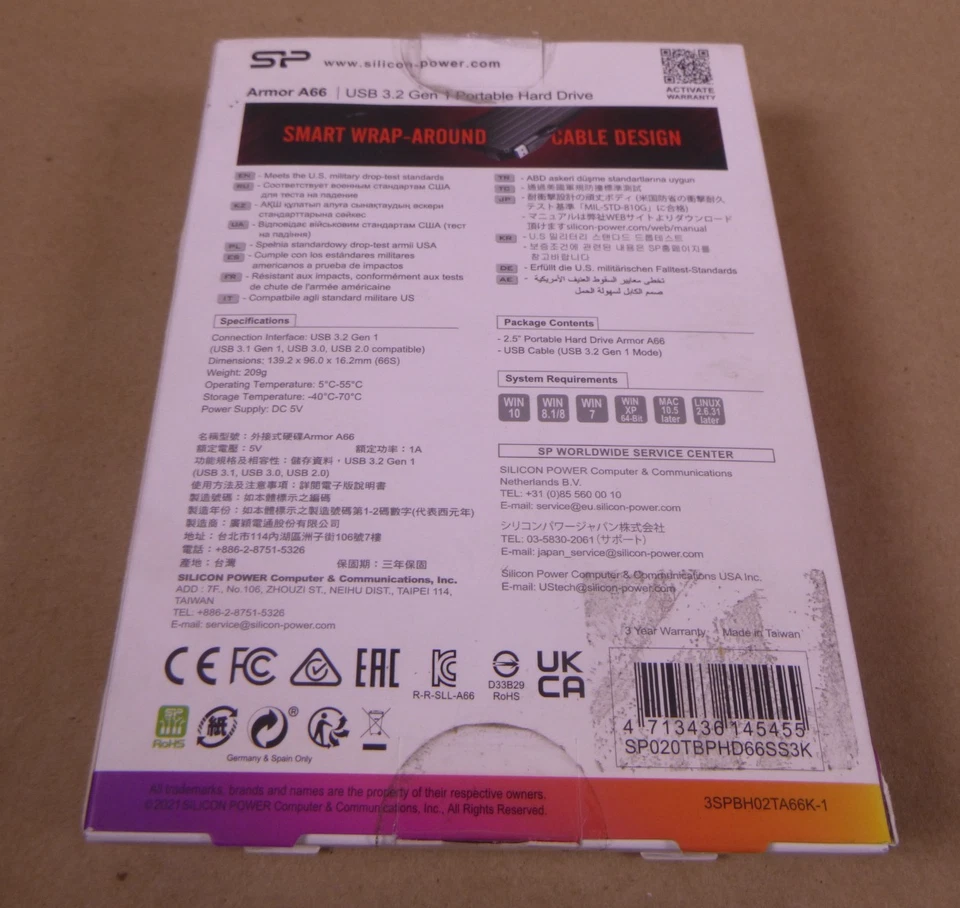 SP www.silicon-power.com
ACTIVATE
WARRANTY
Armor A66 | USB 3.2 Gen 1 Portable Hard Drive
SMART WRAP-AROUND CABLE DESIGN
EN - Meets the U.S. military drop-test standards
RU - Соответствует военным стандартам США
для теста на падение
KZ - АҚШ құлатып алуға сынақтаудың әскери
стандарттарына сәйкес
UA - Відповідає військовим стандартам США (тест
на падіння)
PL - Spełnia standardowy drop-test armii USA
ES - Cumple con los estándares militares
americanos a prueba de impactos
FR - Résistant aux impacts, conformément aux tests
de chute de l'armée américaine
IT - Compatbile agli standard militare US
TR - ABD askeri düşme standartlarına uygun
TC - 通過美國軍規防撞標準測試
JP - 耐衝撃設計の頑丈ボディ (米国防省の衝撃耐久
テスト基準「MIL-STD-810G」に合格)
- マニュアルは弊社WEBサイトよりダウンロード
頂けますsilicon-power.com/web/manual
KR - U.S 밀리터리 스탠다드 드롭테스트
- 보증조건에 관련된 내용은 SP홈페이지를
참고바랍니다
DE - Erfüllt die U.S. militärischen Falltest-Standards
AE - تخطى معايير السقوط العنيف الأمريكية
صمم الكابل لسهولة الحمل
Specifications
Connection Interface: USB 3.2 Gen 1
(USB 3.1 Gen 1, USB 3.0, USB 2.0 compatible)
Dimensions: 139.2 x 96.0 x 16.2mm (66S)
Weight: 209g
Operating Temperature: 5°C-55°C
Storage Temperature: -40°C-70°C
Power Supply: DC 5V
Package Contents
- 2.5" Portable Hard Drive Armor A66
- USB Cable (USB 3.2 Gen 1 Mode)
System Requirements
WIN 10
WIN 8.1/8
WIN 7
WIN XP 64-Bit
MAC 10.5 later
LINUX 2.6.31 later
名稱型號：外接式硬碟Armor A66
額定電壓：5V 額定功率：1A
功能規格及相容性：儲存資料，USB 3.2 Gen 1
(USB 3.1, USB 3.0, USB 2.0)
使用方法及注意事項：詳閱電子版說明書
製造號碼：如本體標示之編碼
製造年份：如本體標示之製造號碼第1-2碼數字(代表西元年)
製造商：廣穎電通股份有限公司
地址：台北市114內湖區洲子街106號7樓
電話：+886-2-8751-5326
產地：台灣 保固期：三年保固
SILICON POWER Computer & Communications, Inc.
ADD : 7F., No.106, ZHOUZI ST., NEIHU DIST., TAIPEI 114,
TAIWAN
TEL: +886-2-8751-5326
E-mail: service@silicon-power.com
SP WORLDWIDE SERVICE CENTER
SILICON POWER Computer & Communications
Netherlands B.V.
TEL: +31 (0)85 560 00 10
E-mail: service@eu.silicon-power.com
シリコンパワージャパン株式会社
TEL: 03-5830-2061 (サポート)
E-mail: japan_service@silicon-power.com
Silicon Power Computer & Communications USA Inc.
E-mail: UStech@silicon-power.com
3 Year Warranty Made in Taiwan
CE FC EAC
R-R-SLL-A66
D33B29
RoHS
UK
CA
SP
RoHS
紙
®
Germany & Spain Only
4 713436 145455
SP020TBPHD66SS3K
All trademarks, brands and names are the property of their respective owners.
©2021 SILICON POWER Computer & Communications, Inc., All Rights Reserved.
3SPBH02TA66K-1